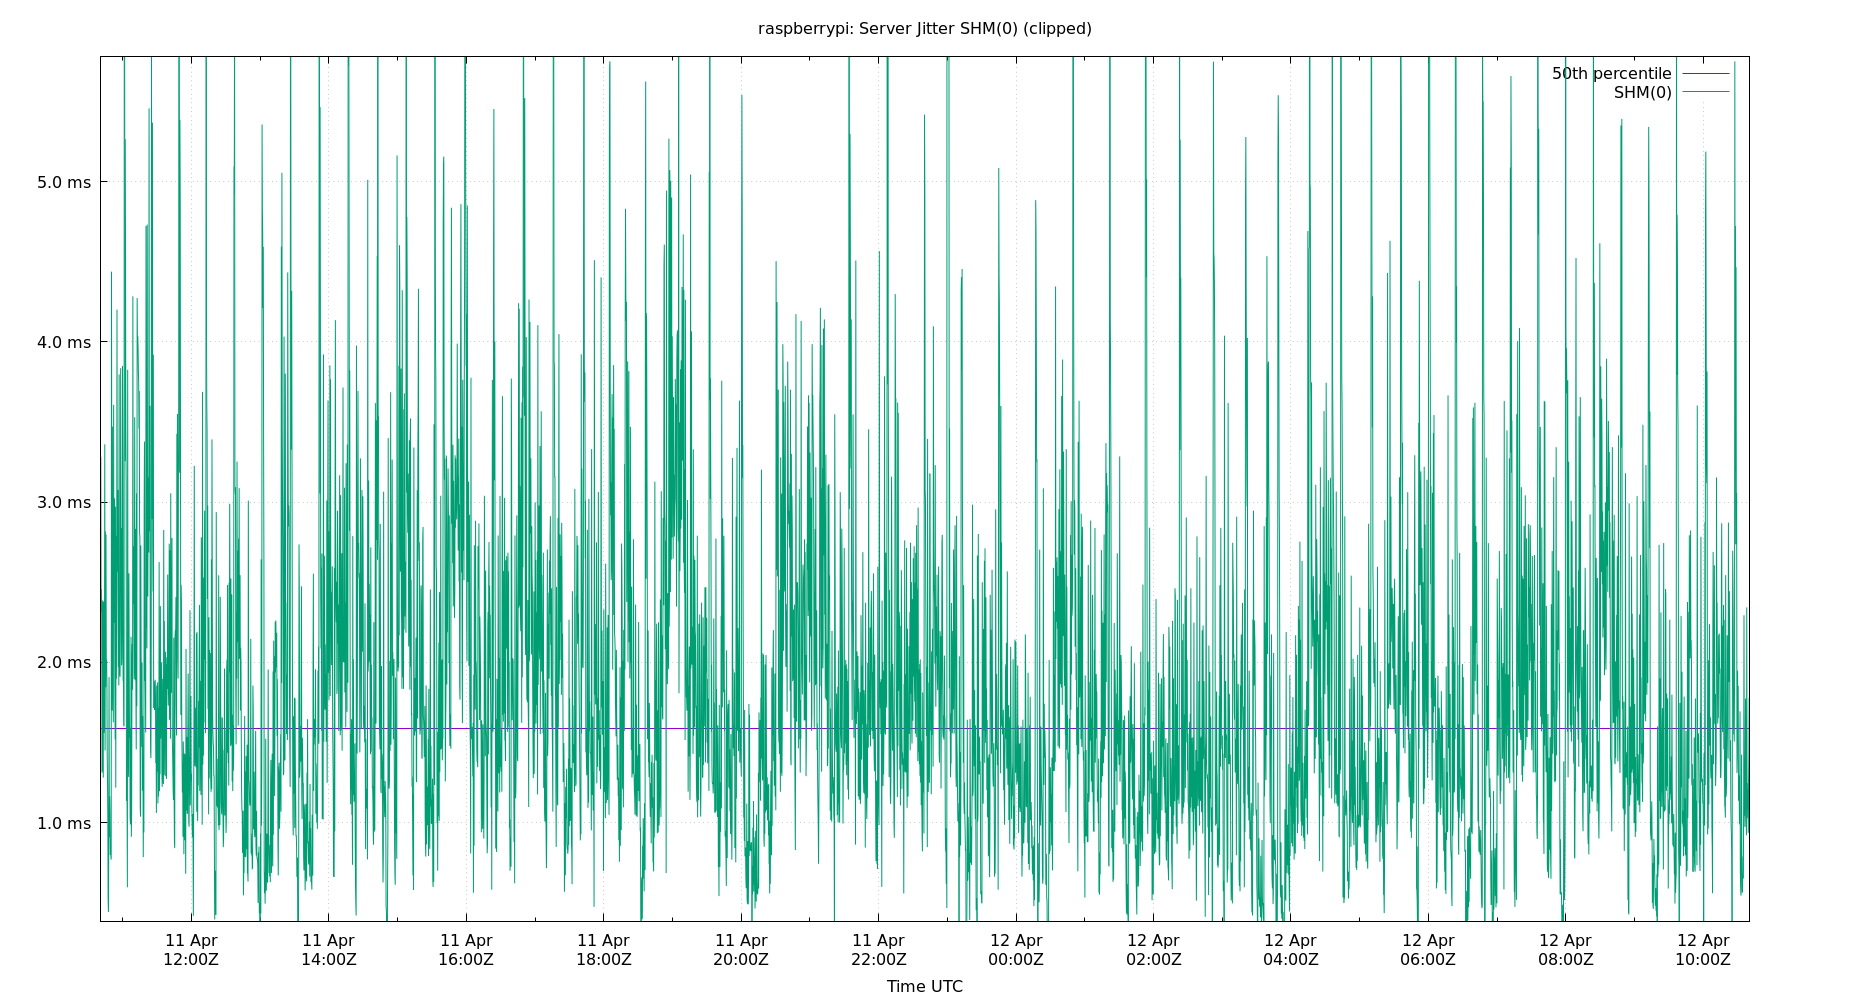 raspberrypi: Server Jitter SHM(0) (clipped)
50th percentile
SHM(0)
5.0 ms
4.0 ms
3.0 ms
2.0 ms
1.0 ms
11 Apr 11 Apr 11 Apr 11 Apr 11 Apr 11 Apr 12 Apr 12 Apr 12 Apr 12 Apr 12 Apr 12 Apr
12:00Z 14:00Z 16:00Z 18:00Z 20:00Z 22:00Z 00:00Z 02:00Z 04:00Z 06:00Z 08:00Z 10:00Z
Time UTC